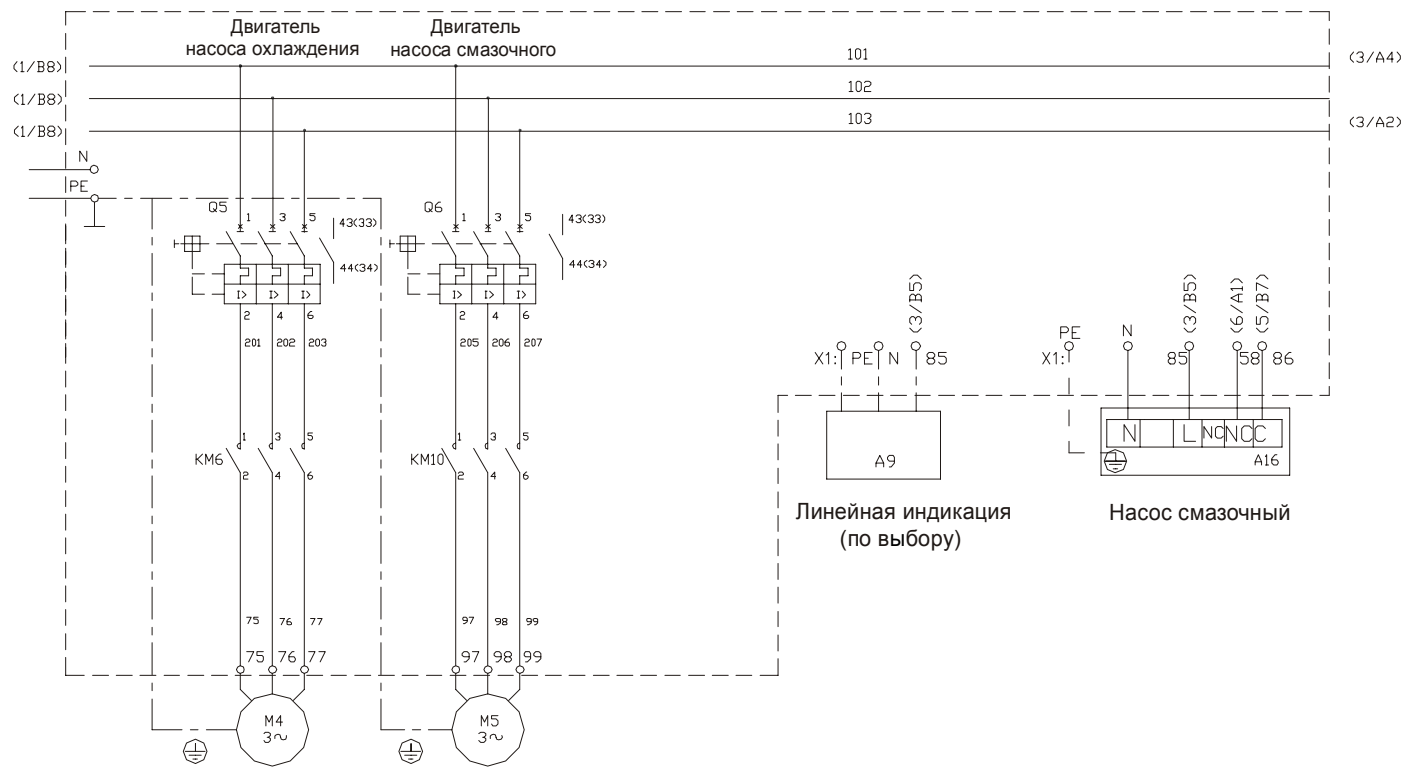 Двигатель
насоса охлаждения
Двигатель
насоса смазочного
(1/B8) 101 (3/A4)
(1/B8) 102
(1/B8) 103 (3/A2)
N
PE
Q5 1 3 5 43(33)
44(34)
Q6 1 3 5 43(33)
44(34)
I> I> I>
I> I> I>
2 4 6
2 4 6
201 202 203
205 206 207
(3/B5)
X1: PE N 85
PE
X1:
N
(3/B5)
(6/A1)
(5/B7)
85 58 86
1 3 5
KM6
2 4 6
1 3 5
KM10
2 4 6
A9
N L NC NC C
A16
Линейная индикация
(по выбору)
Насос смазочный
75 76 77
97 98 99
75 76 77
97 98 99
M4
3~
M5
3~